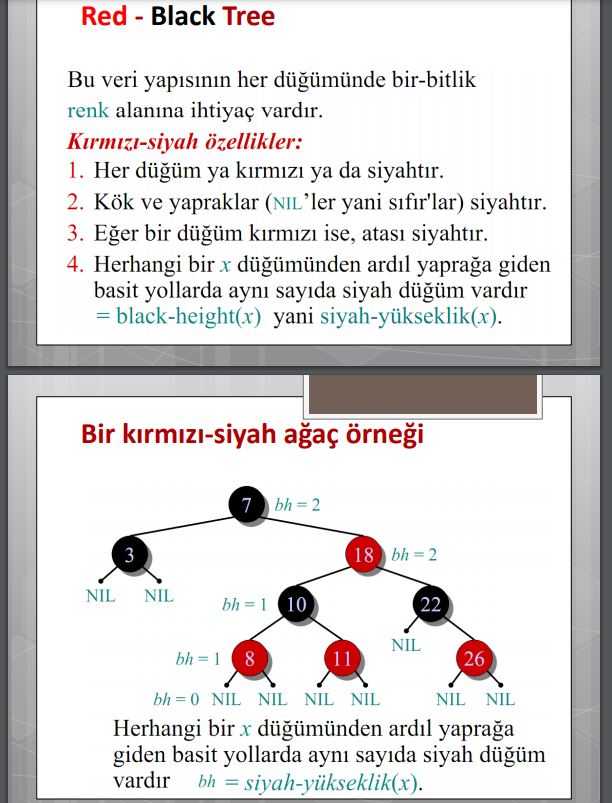 Red - Black Tree
Bu veri yapısının her düğümünde bir-bitlik
renk alanına ihtiyaç vardır.
Kırmızı-siyah özellikler:
1. Her düğüm ya kırmızı ya da siyahtır.
2. Kök ve yapraklar (NIL’ler yani sıfır'lar) siyahtır.
3. Eğer bir düğüm kırmızı ise, atası siyahtır.
4. Herhangi bir x düğümünden ardıl yaprağa giden
basit yollarda aynı sayıda siyah düğüm vardır
= black-height(x) yani siyah-yükseklik(x).
Bir kırmızı-siyah ağaç örneği
7 bh = 2
3 18 bh = 2
NIL NIL bh = 1 10 22
NIL
bh = 1 8 11 26
bh = 0 NIL NIL NIL NIL NIL NIL
Herhangi bir x düğümünden ardıl yaprağa
giden basit yollarda aynı sayıda siyah düğüm
vardır bh = siyah-yükseklik(x).